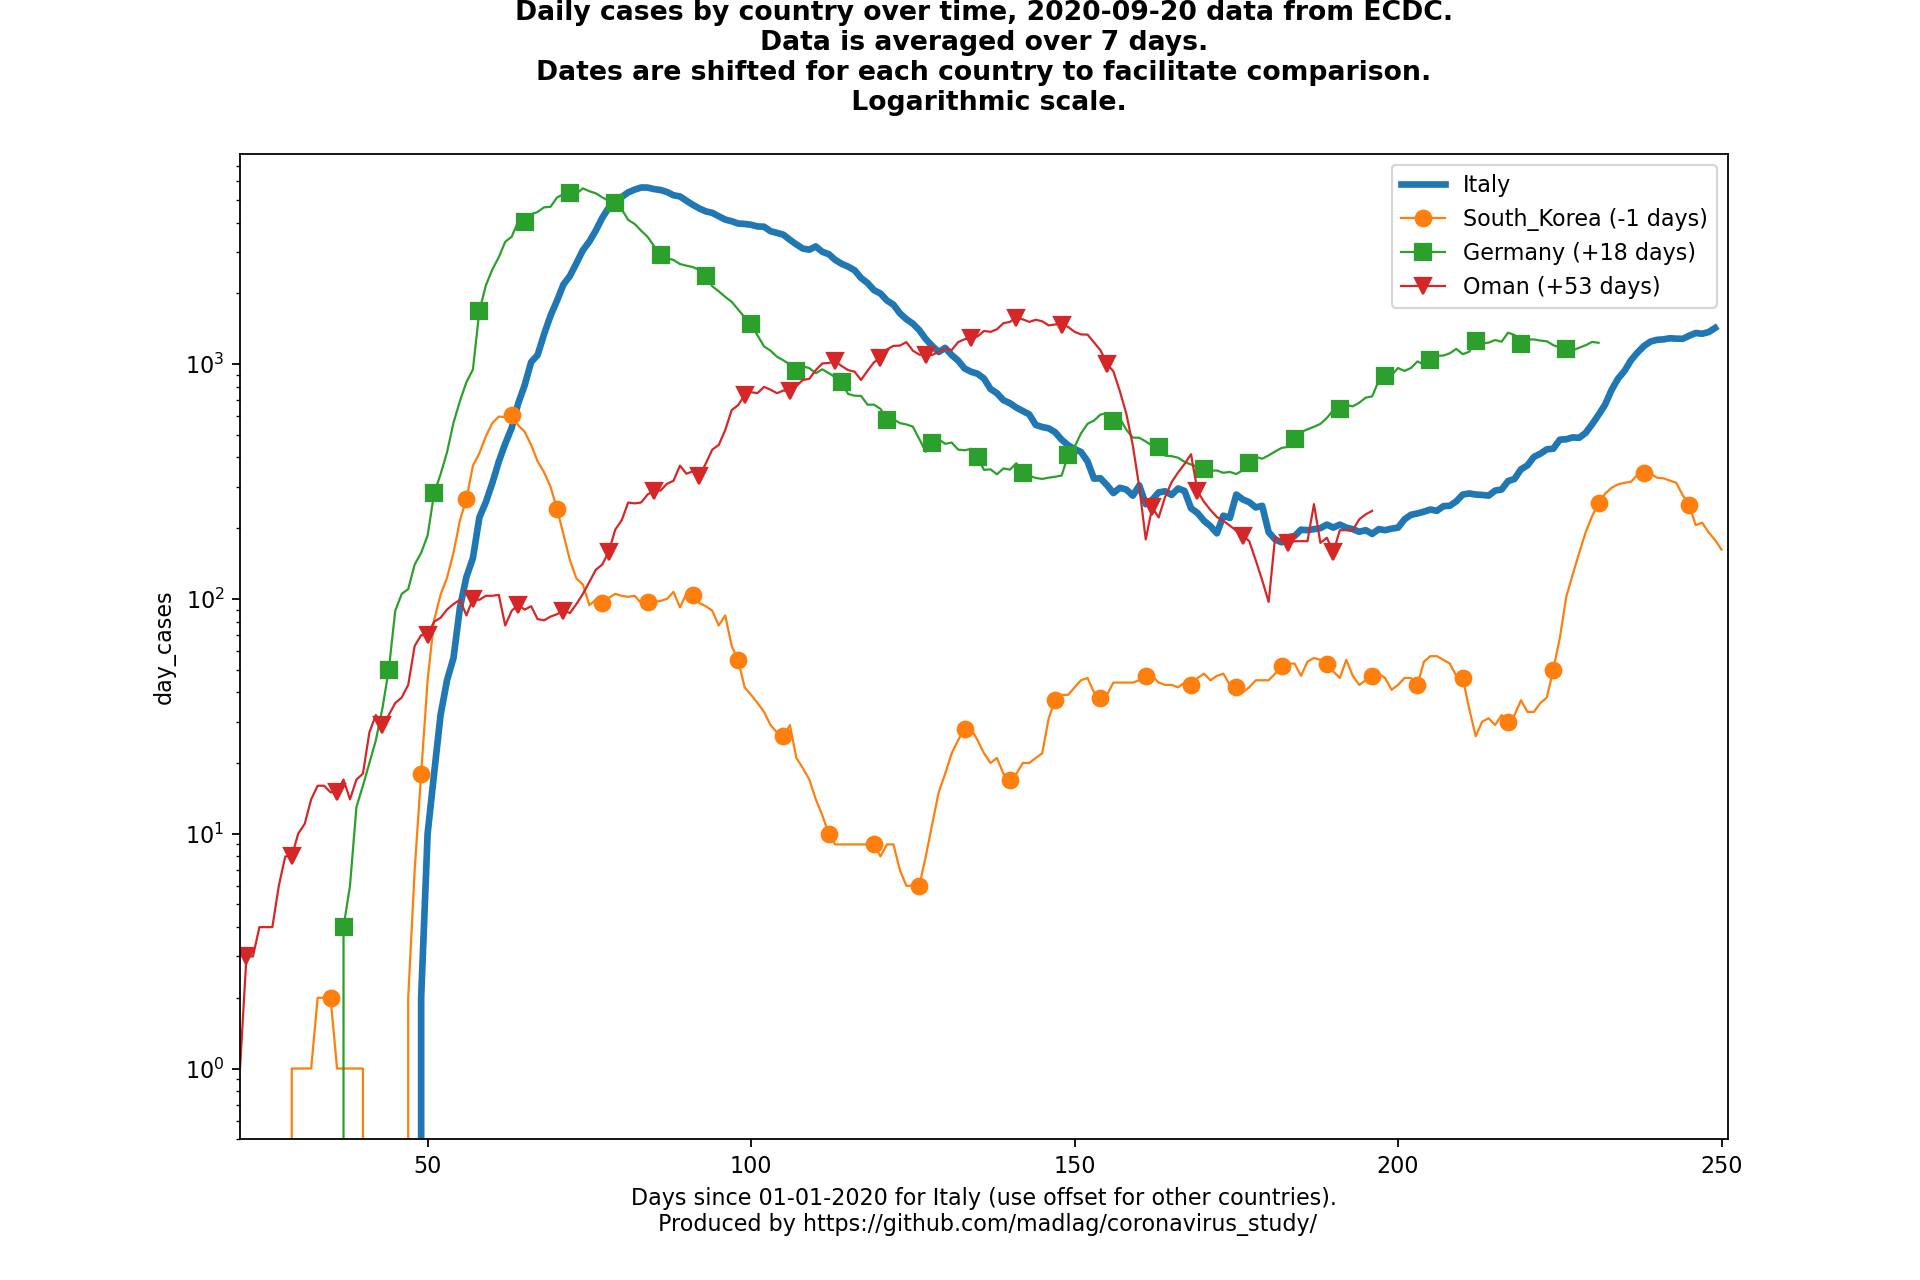 Daily cases by country over time, 2020-09-20 data from ECDC.
Data is averaged over 7 days.
Dates are shifted for each country to facilitate comparison.
Logarithmic scale.
Italy
South_Korea (-1 days)
Germany (+18 days)
Oman (+53 days)
day_cases
10³
10²
10¹
10⁰
50
100
150
200
250
Days since 01-01-2020 for Italy (use offset for other countries).
Produced by https://github.com/madlag/coronavirus_study/